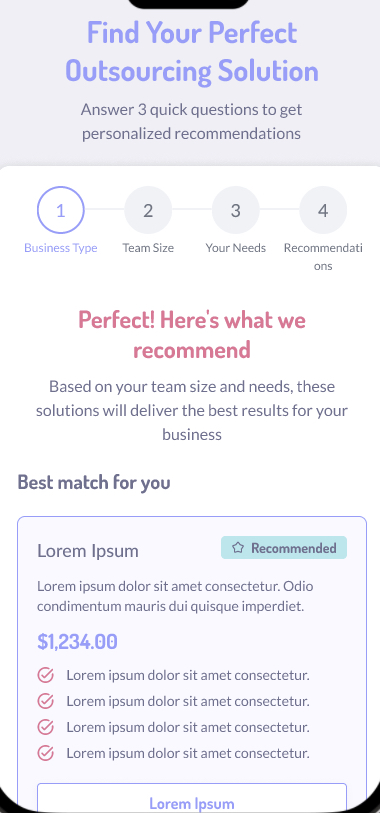 Find Your Perfect
Outsourcing Solution
Answer 3 quick questions to get
personalized recommendations
1
2
3
4
Business Type
Team Size
Your Needs
Recommendati
ons
Perfect! Here's what we
recommend
Based on your team size and needs, these
solutions will deliver the best results for your
business
Best match for you
Lorem Ipsum
Recommended
Lorem ipsum dolor sit amet consectetur. Odio
condimentum mauris dui quisque imperdiet.
$1,234.00
Lorem ipsum dolor sit amet consectetur.
Lorem ipsum dolor sit amet consectetur.
Lorem ipsum dolor sit amet consectetur.
Lorem ipsum dolor sit amet consectetur.
Lorem Ipsum